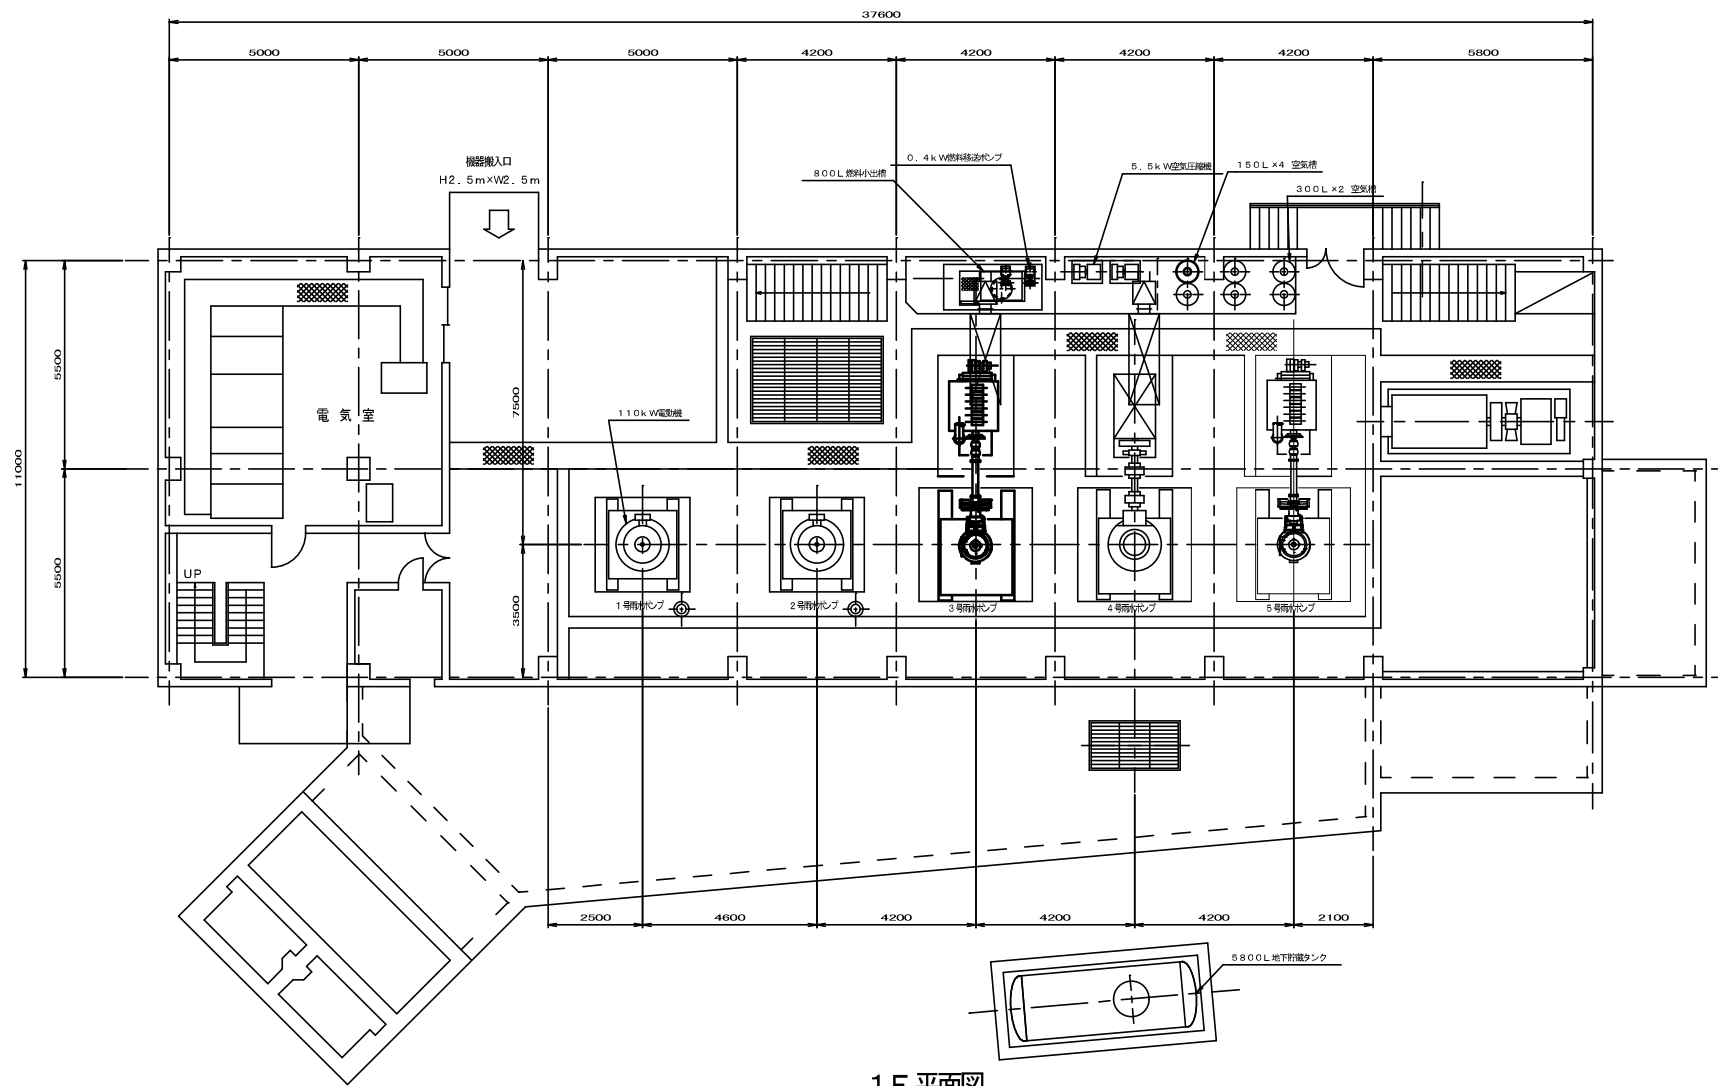 37600
5000
5000
5000
4200
4200
4200
4200
5800
機器搬入口
H2.5m×W2.5m
0.4kW燃料移送ポンプ
800L燃料小出槽
5.5kW空気圧縮機
150L×4 空気槽
300L×2 空気槽
11000
5500
5500
7500
3500
電気室
110kW電動機
UP
1号雨水ポンプ
2号雨水ポンプ
3号雨水ポンプ
4号雨水ポンプ
5号雨水ポンプ
2500
4600
4200
4200
4200
2100
5800L地下貯蔵タンク
1F平面図